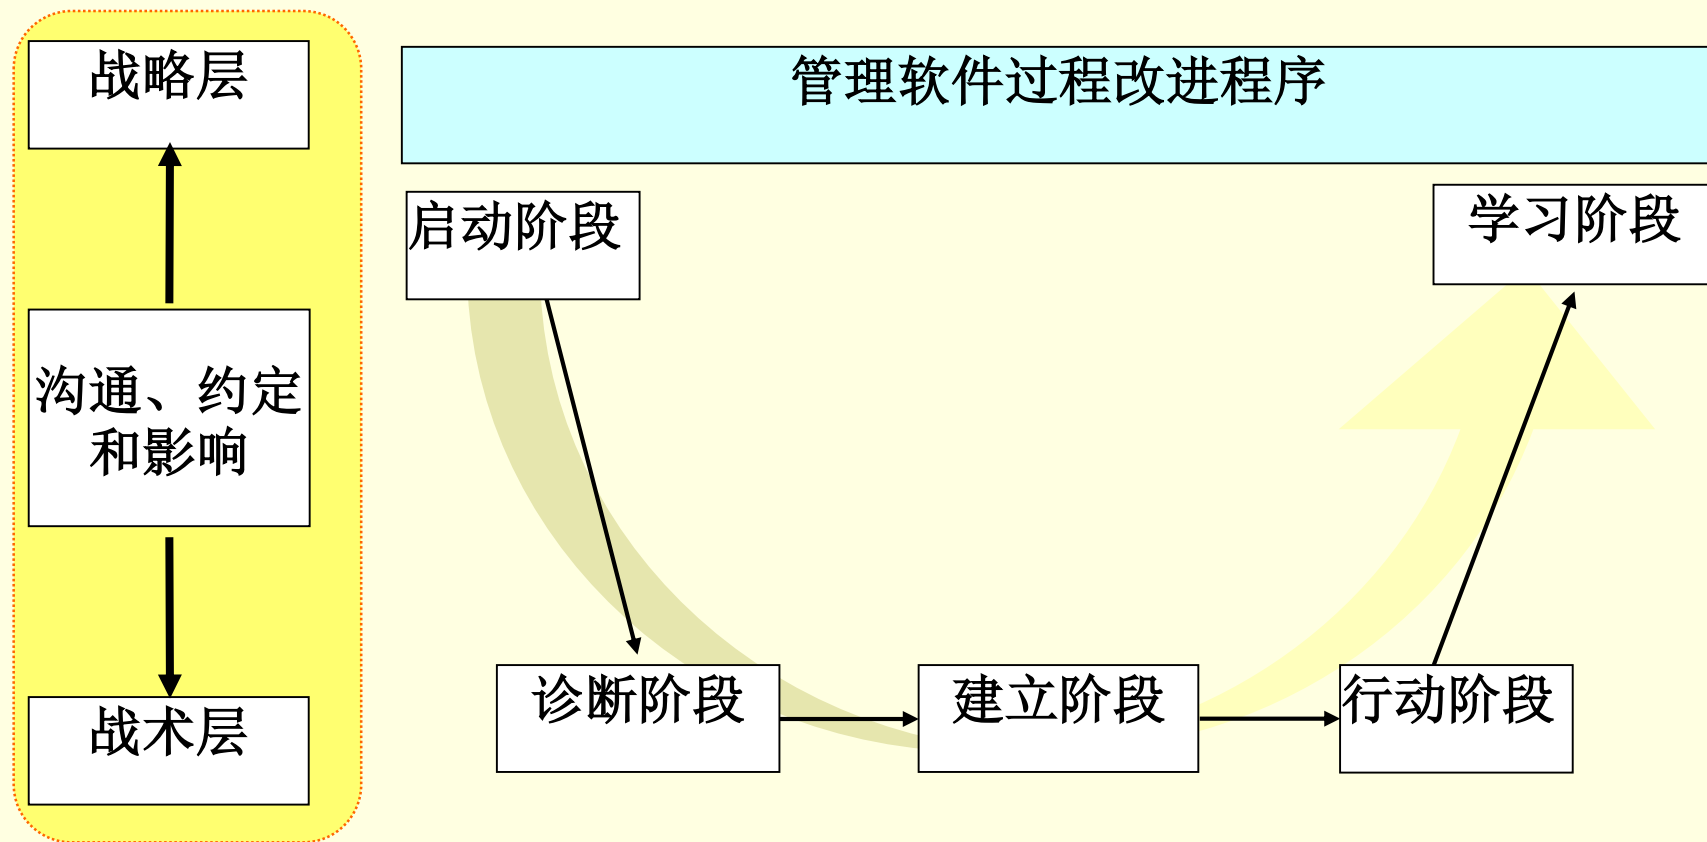 战略层
沟通、约定
和影响
战术层
管理软件过程改进程序
启动阶段
学习阶段
诊断阶段
建立阶段
行动阶段